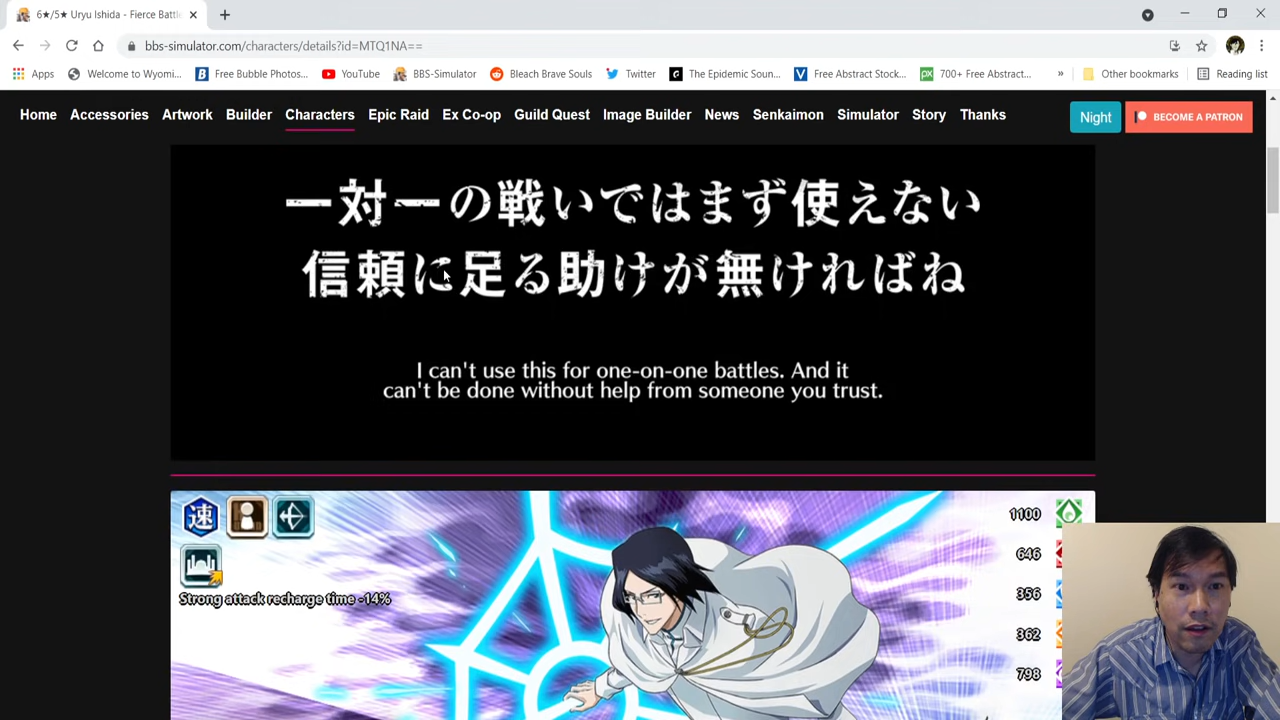 6★/5★ Uryu Ishida - Fierce Battl
bbs-simulator.com/characters/details?id=MTQ1NA==
Apps
Welcome to Wyomi...
Free Bubble Photos...
YouTube
BBS-Simulator
Bleach Brave Souls
Twitter
The Epidemic Soun...
Free Abstract Stock...
700+ Free Abstract...
»
Other bookmarks
Reading list
Home
Accessories
Artwork
Builder
Characters
Epic Raid
Ex Co-op
Guild Quest
Image Builder
News
Senkaimon
Simulator
Story
Thanks
Night
BECOME A PATRON
一対一の戦いではまず使えない
信頼に足る助けが無ければね
I can't use this for one-on-one battles. And it
can't be done without help from someone you trust.
速
Strong attack recharge time -14%
1100
646
356
362
798